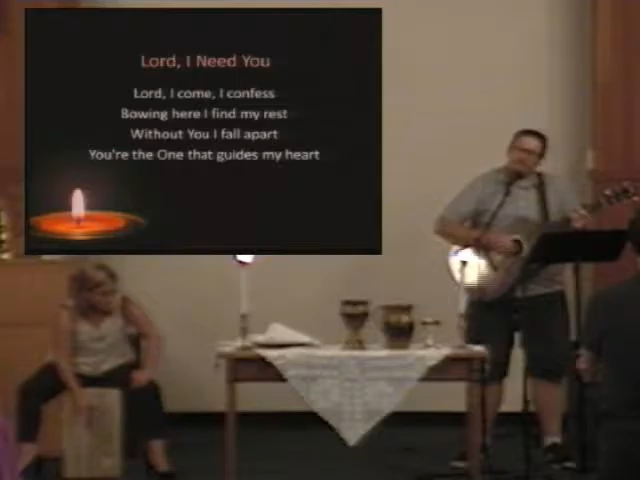 Lord, I Need You
Lord, I come, I confess
Bowing here I find my rest
Without You I fall apart
You're the One that guides my heart